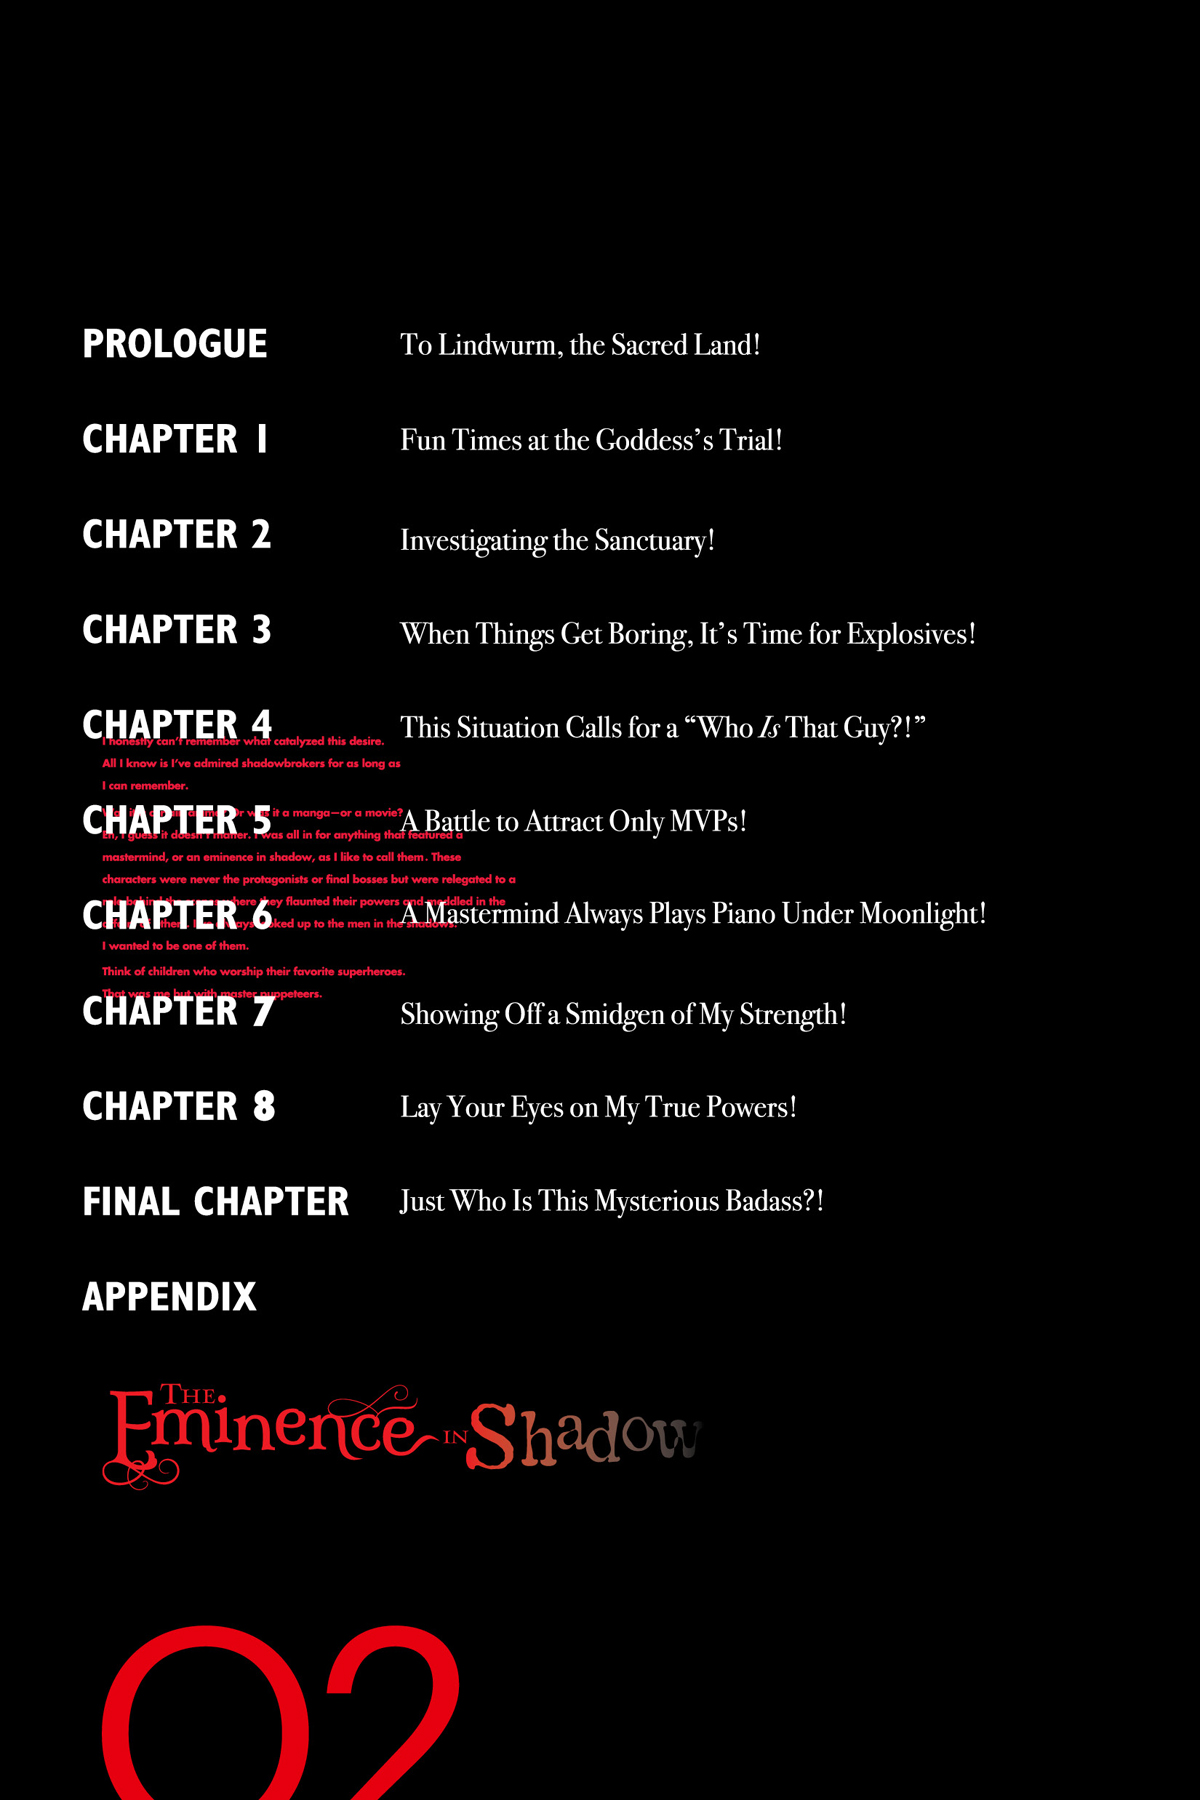 PROLOGUE To Lindwurm, the Sacred Land!
CHAPTER 1 Fun Times at the Goddess’s Trial!
CHAPTER 2 Investigating the Sanctuary!
CHAPTER 3 When Things Get Boring, It’s Time for Explosives!
CHAPTER 4 This Situation Calls for a “Who Is That Guy?!”
I honestly can’t remember what catalyzed this desire.
All I know is I’ve admired shadowbrokers for as long as
I can remember.
CHAPTER 5 A Battle to Attract Only MVPs!
it a manga—or a movie?
Eh, I guess it doesn’t matter. I was all in for anything that featured a
mastermind, or an eminence in shadow, as I like to call them. These
characters were never the protagonists or final bosses but were relegated to a
they flaunted their powers and meddled in the
CHAPTER 6 A Mastermind Always Plays Piano Under Moonlight!
looked up to the men in the shadows.
I wanted to be one of them.
Think of children who worship their favorite superheroes.
That was me but with master puppeteers.
CHAPTER 7 Showing Off a Smidgen of My Strength!
CHAPTER 8 Lay Your Eyes on My True Powers!
FINAL CHAPTER Just Who Is This Mysterious Badass?!
APPENDIX
The Eminence in Shadow
02